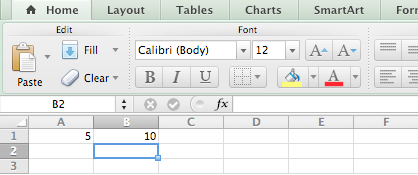 Home Layout Tables Charts SmartArt For
Edit Font
Fill Calibri (Body) 12 A A
Paste Clear B I U A
B2 fx
A B C D E F
1 5 10
2
3